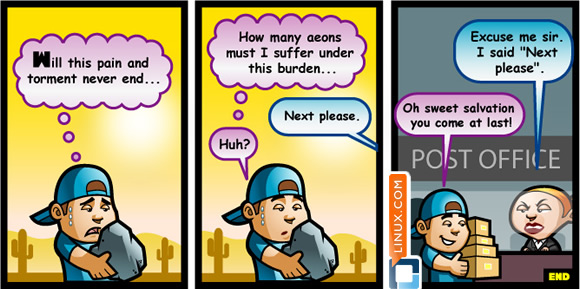 Will this pain and
torment never end...
How many aeons
must I suffer under
this burden...
Next please.
Huh?
Excuse me sir.
I said "Next
please".
Oh sweet salvation
you come at last!
POST OFFICE
LINUX.COM
END